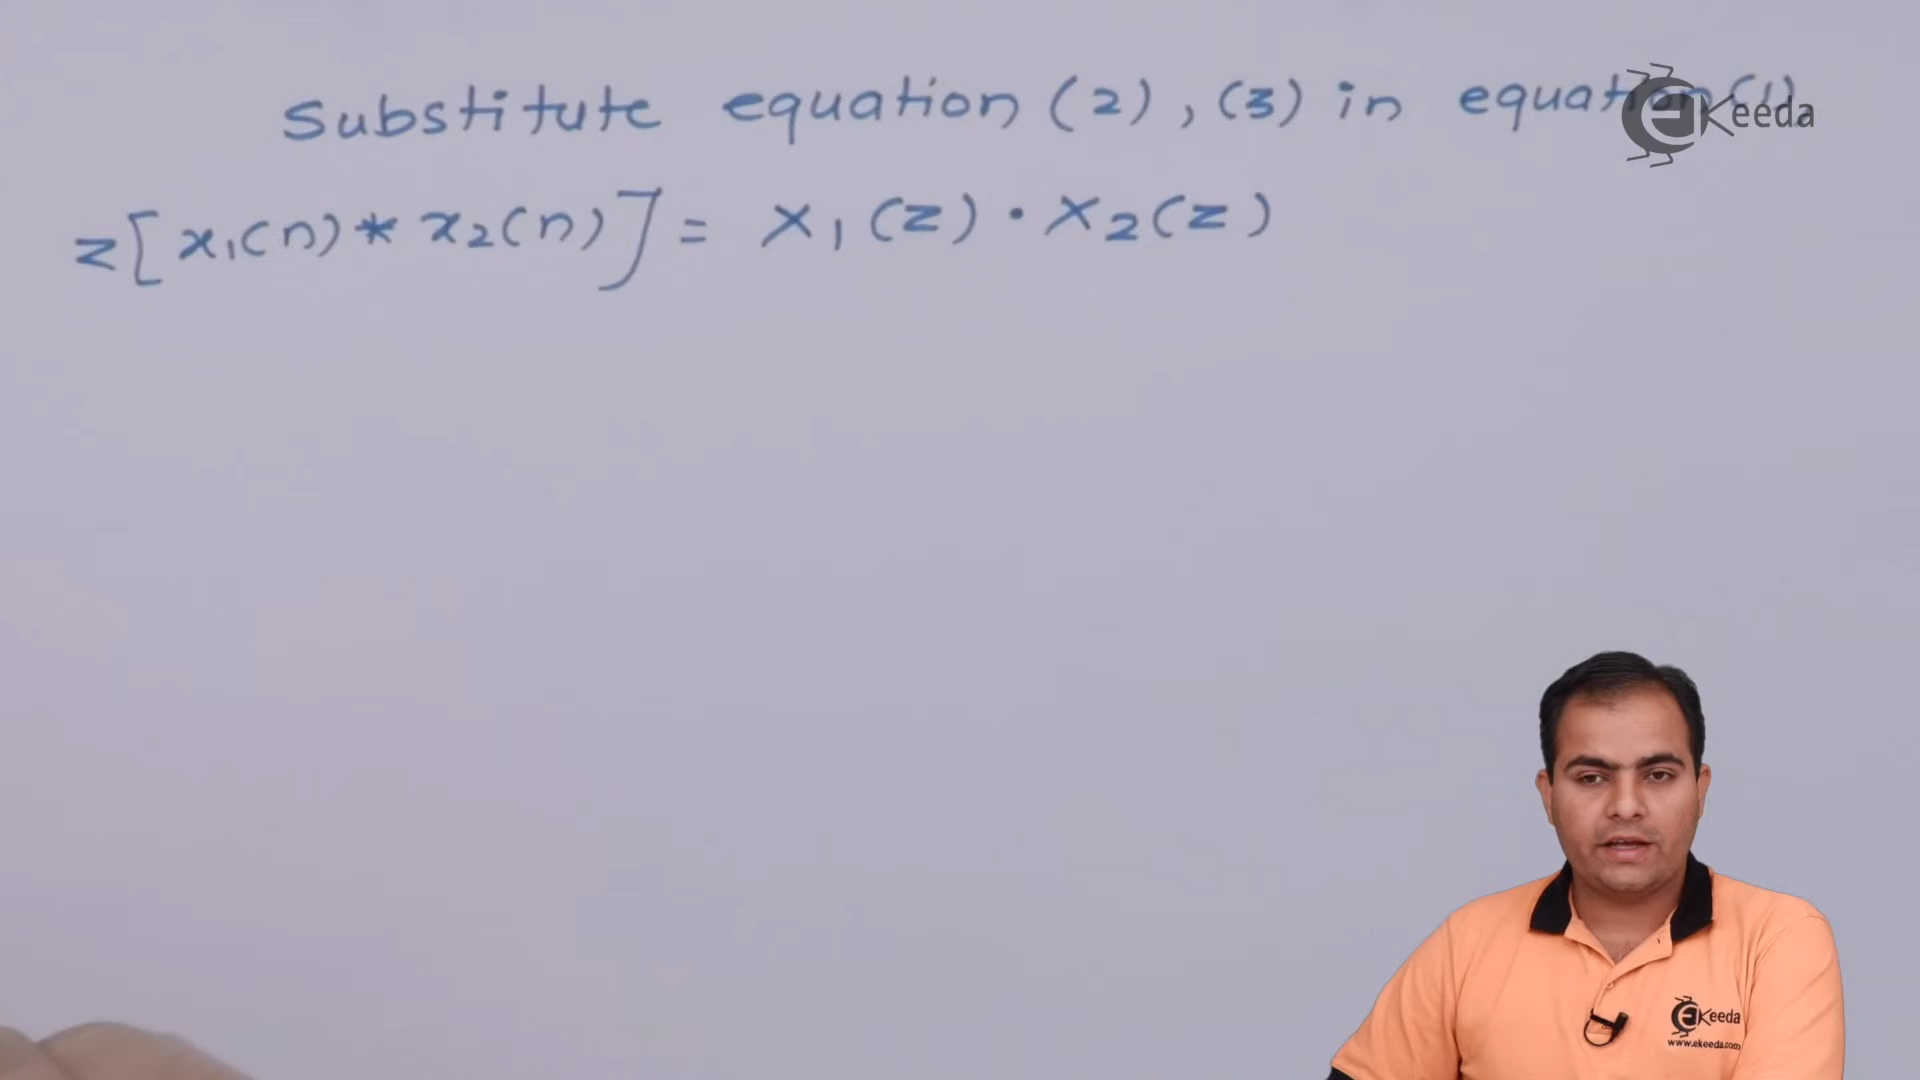 substitute equation (2), (3) in equation (1).
z[x₁(n) * x₂(n)] = X₁(z) · X₂(z)
eKeeda
eKeeda
www.ekeeda.com